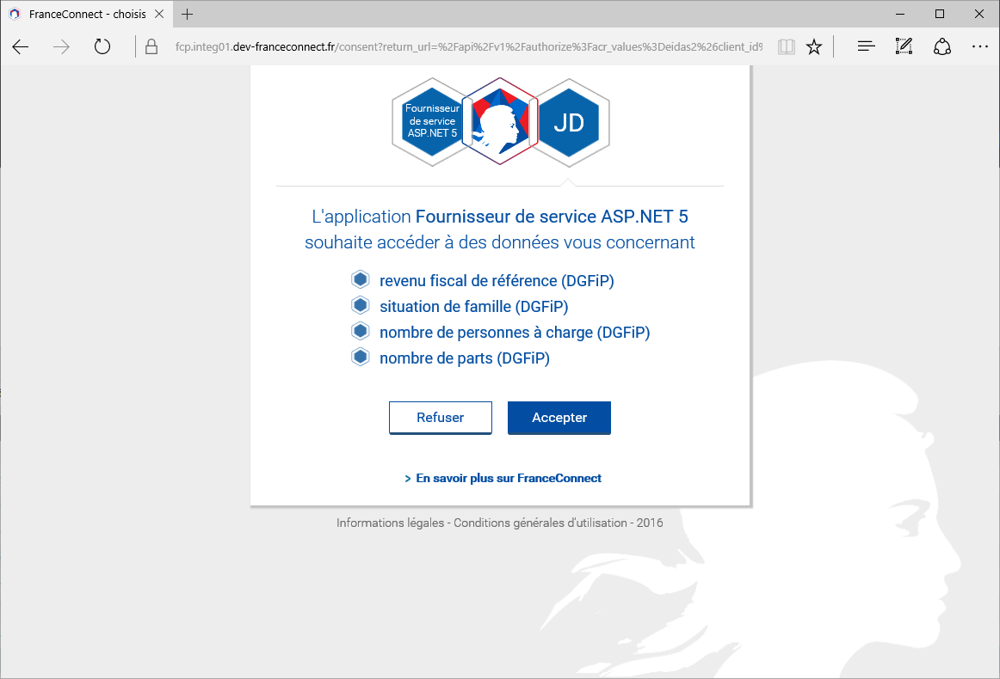 FranceConnect - choisis
fcp.integ01.dev-franceconnect.fr/consent?return_url=%2Fapi%2Fv1%2Fauthorize%3Facr_values%3Deidas2%26client_id%
Fournisseur
de service
ASP.NET 5
JD
L'application Fournisseur de service ASP.NET 5
souhaite accéder à des données vous concernant
revenu fiscal de référence (DGFiP)
situation de famille (DGFiP)
nombre de personnes à charge (DGFiP)
nombre de parts (DGFiP)
Refuser Accepter
> En savoir plus sur FranceConnect
Informations légales - Conditions générales d'utilisation - 2016